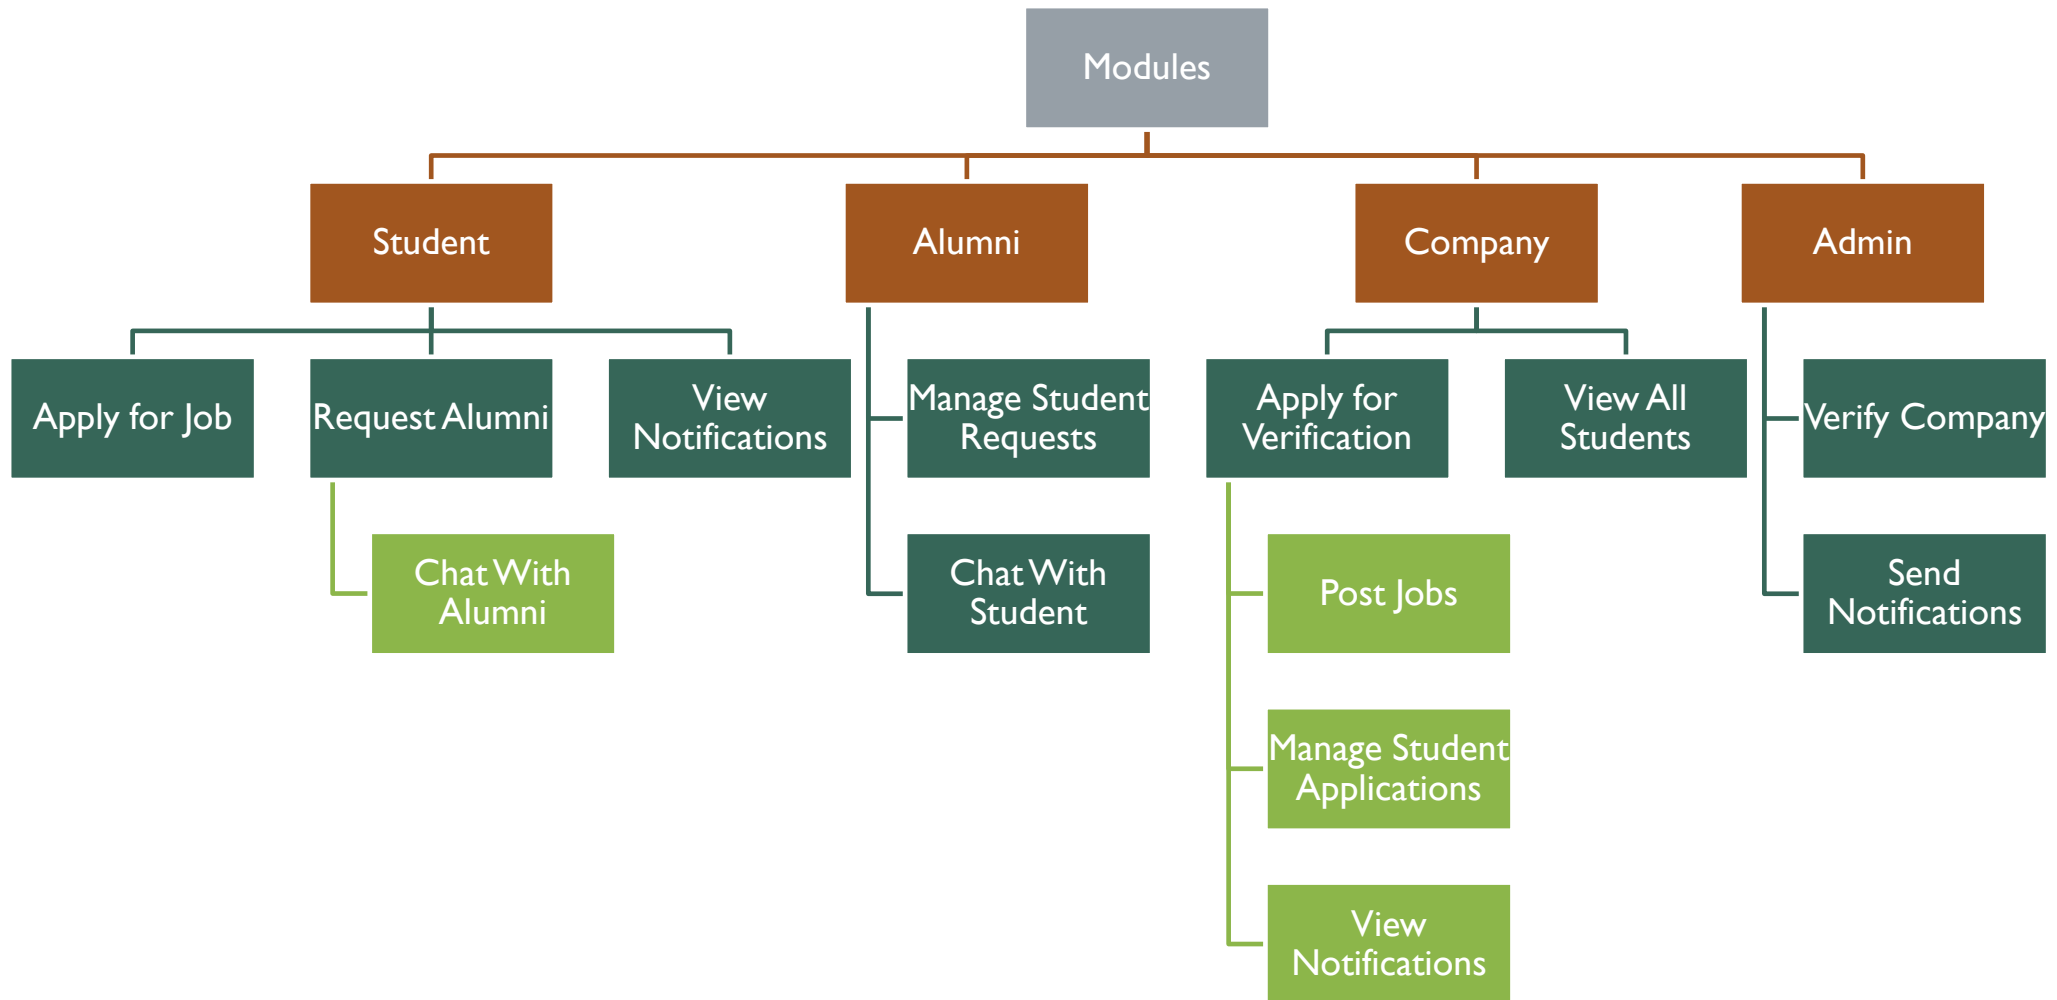 Modules
Student
Alumni
Company
Admin
Apply for Job
Request Alumni
View
Notifications
Manage Student
Requests
Apply for
Verification
View All
Students
Verify Company
Chat With
Alumni
Chat With
Student
Post Jobs
Send
Notifications
Manage Student
Applications
View
Notifications